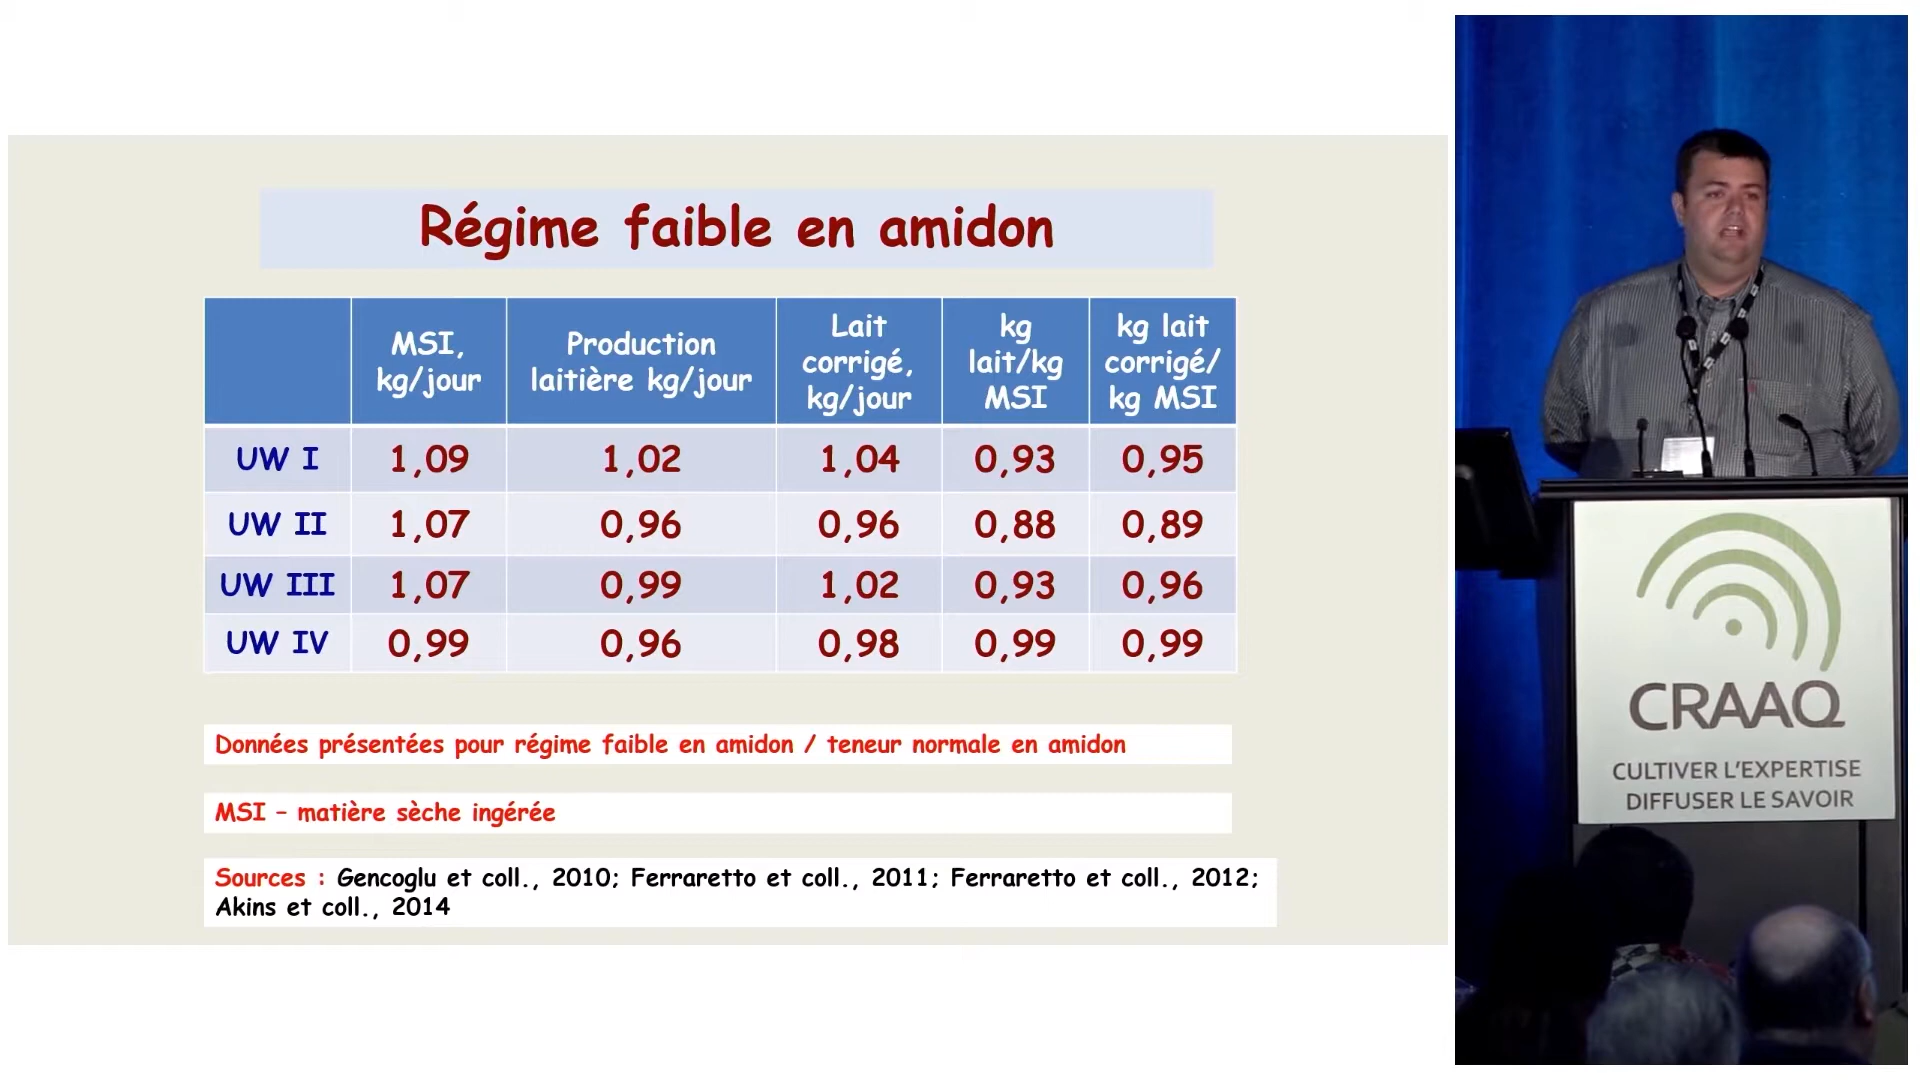 Régime faible en amidon
MSI,
kg/jour
Production
laitière kg/jour
Lait
corrigé,
kg/jour
kg
lait/kg
MSI
kg lait
corrigé/
kg MSI
UW I 1,09 1,02 1,04 0,93 0,95
UW II 1,07 0,96 0,96 0,88 0,89
UW III 1,07 0,99 1,02 0,93 0,96
UW IV 0,99 0,96 0,98 0,99 0,99
Données présentées pour régime faible en amidon / teneur normale en amidon
MSI – matière sèche ingérée
Sources : Gencoglu et coll., 2010; Ferraretto et coll., 2011; Ferraretto et coll., 2012;
Akins et coll., 2014
CRAAQ
CULTIVER L'EXPERTISE
DIFFUSER LE SAVOIR